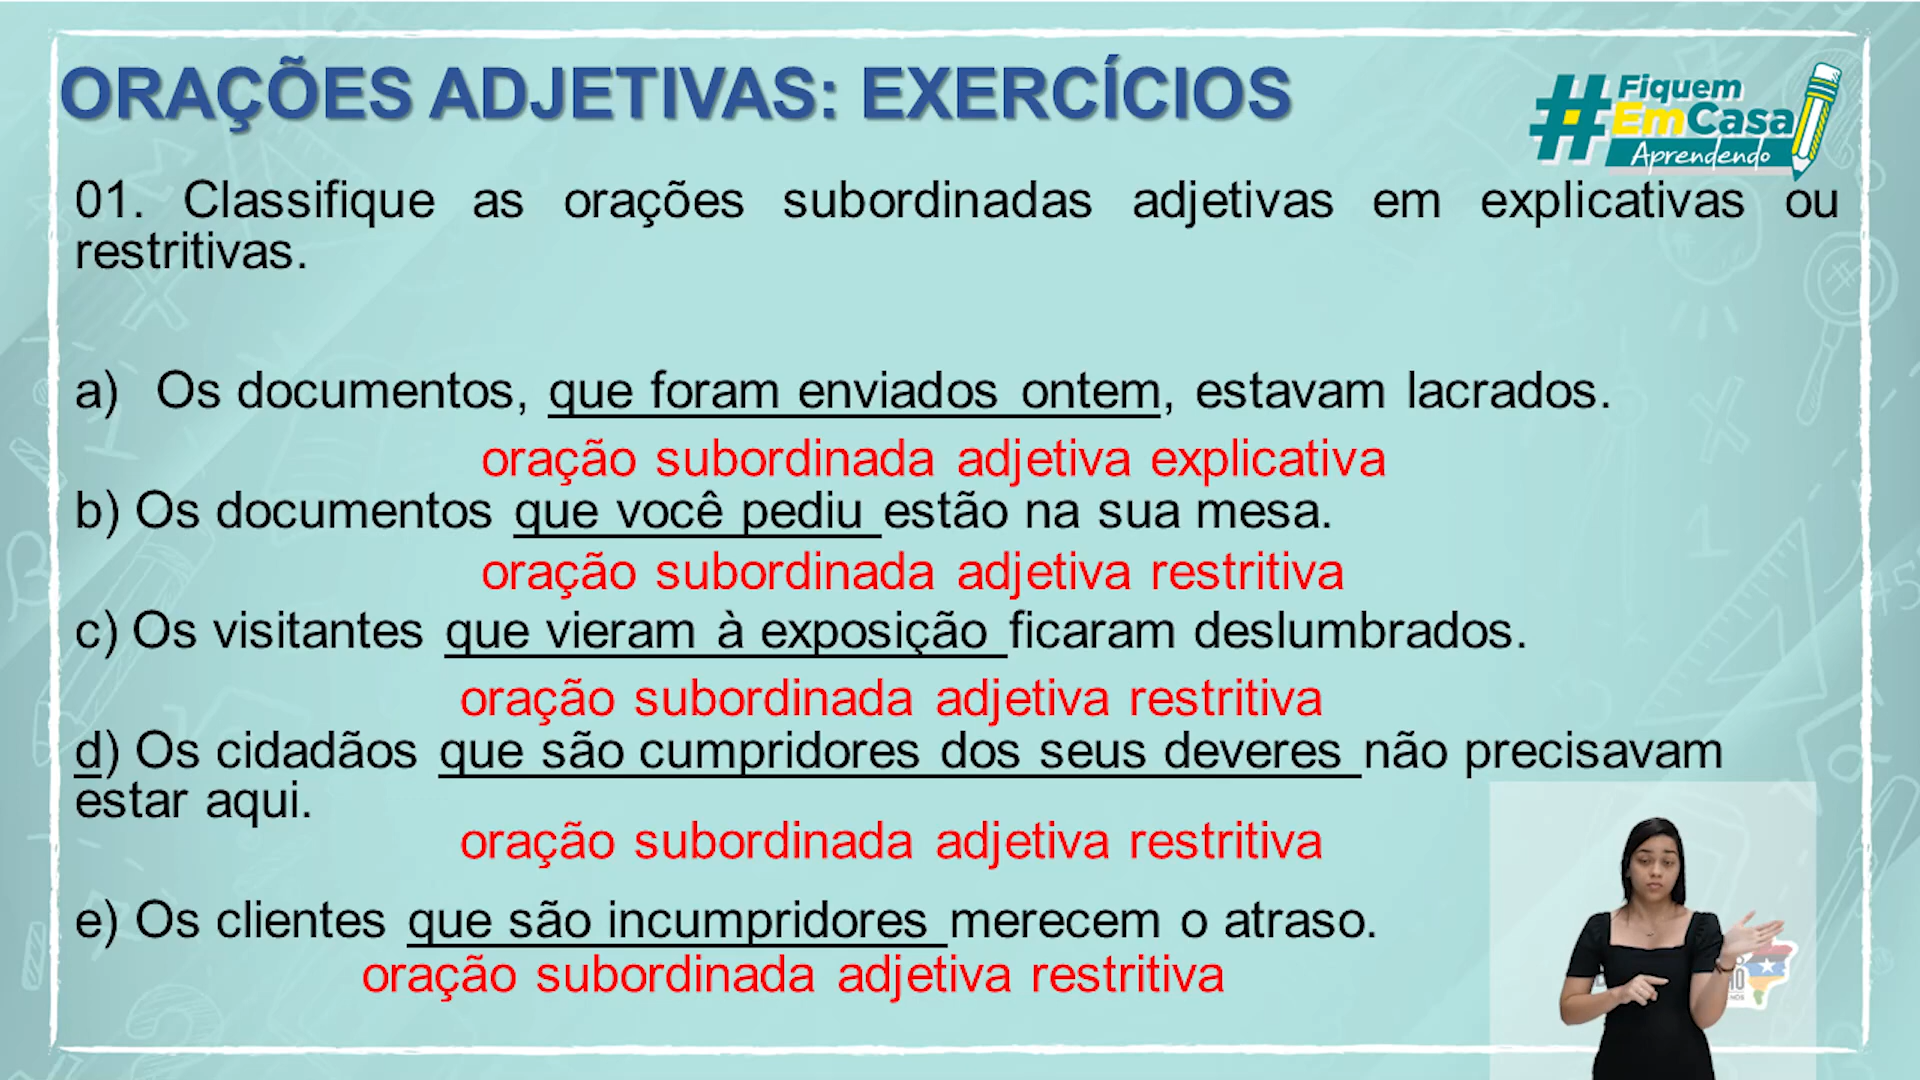 ORAÇÕES ADJETIVAS: EXERCÍCIOS
#Fiquem
EmCasa
Aprendendo
01. Classifique as orações subordinadas adjetivas em explicativas ou
restritivas.
a) Os documentos, que foram enviados ontem, estavam lacrados.
oração subordinada adjetiva explicativa
b) Os documentos que você pediu estão na sua mesa.
oração subordinada adjetiva restritiva
c) Os visitantes que vieram à exposição ficaram deslumbrados.
oração subordinada adjetiva restritiva
d) Os cidadãos que são cumpridores dos seus deveres não precisavam
estar aqui.
oração subordinada adjetiva restritiva
e) Os clientes que são incumpridores merecem o atraso.
oração subordinada adjetiva restritiva